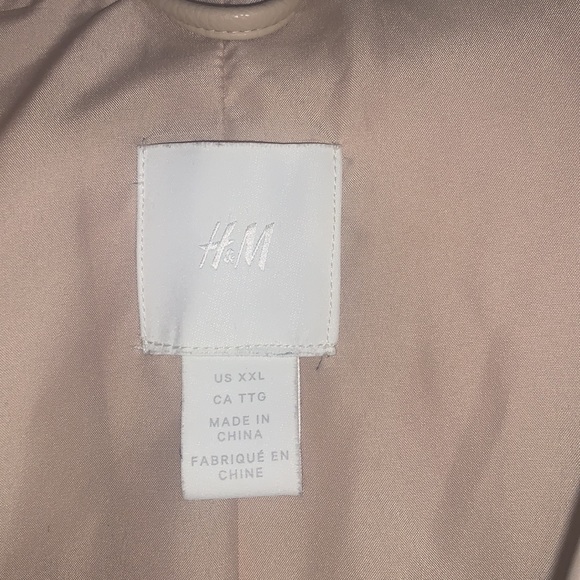 H&M
US XXL
CA TTG
MADE IN
CHINA
FABRIQUÉ EN
CHINE